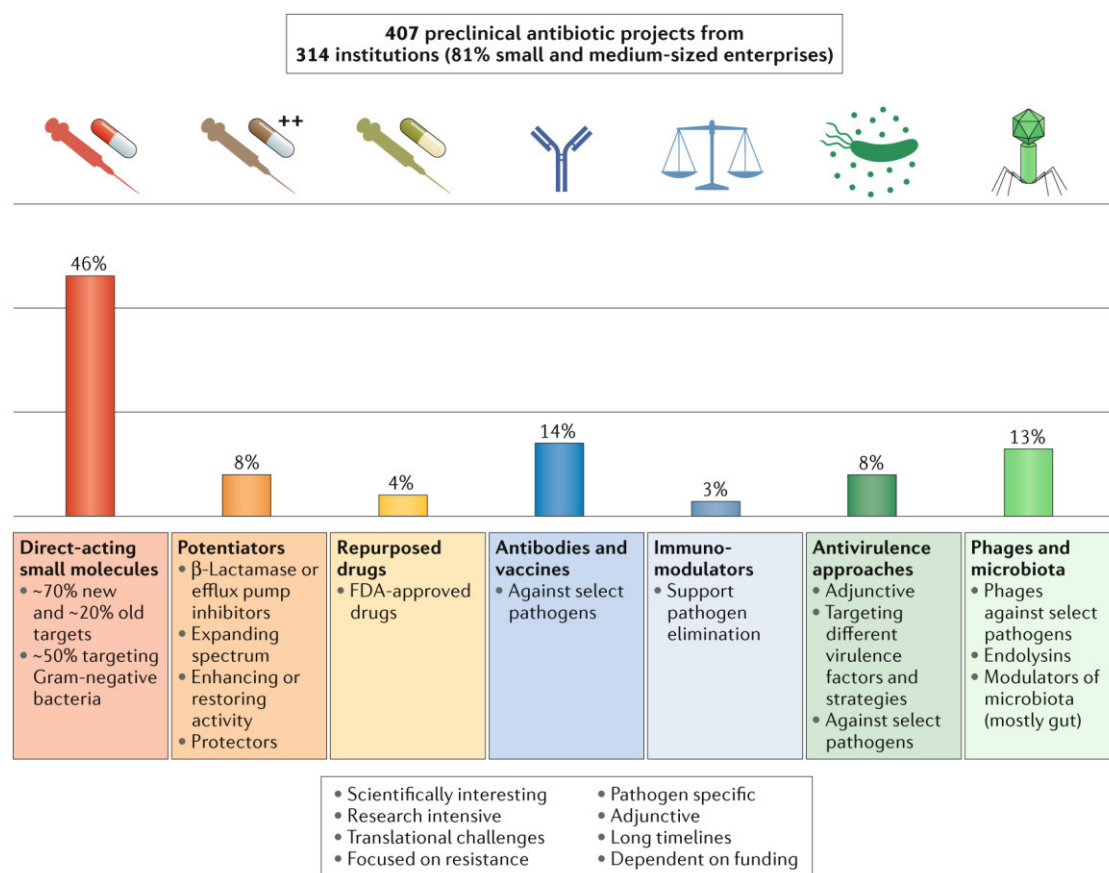 407 preclinical antibiotic projects from
314 institutions (81% small and medium-sized enterprises)
++
46%
8%
4%
14%
3%
8%
13%
Direct-acting
small molecules
• ~70% new
and ~20% old
targets
• ~50% targeting
Gram-negative
bacteria
Potentiators
• β-Lactamase or
efflux pump
inhibitors
• Expanding
spectrum
• Enhancing or
restoring
activity
• Protectors
Repurposed
drugs
• FDA-approved
drugs
Antibodies and
vaccines
• Against select
pathogens
Immuno-
modulators
• Support
pathogen
elimination
Antivirulence
approaches
• Adjunctive
• Targeting
different
virulence
factors and
strategies
• Against select
pathogens
Phages and
microbiota
• Phages
against select
pathogens
• Endolysins
• Modulators of
microbiota
(mostly gut)
• Scientifically interesting
• Research intensive
• Translational challenges
• Focused on resistance
• Pathogen specific
• Adjunctive
• Long timelines
• Dependent on funding